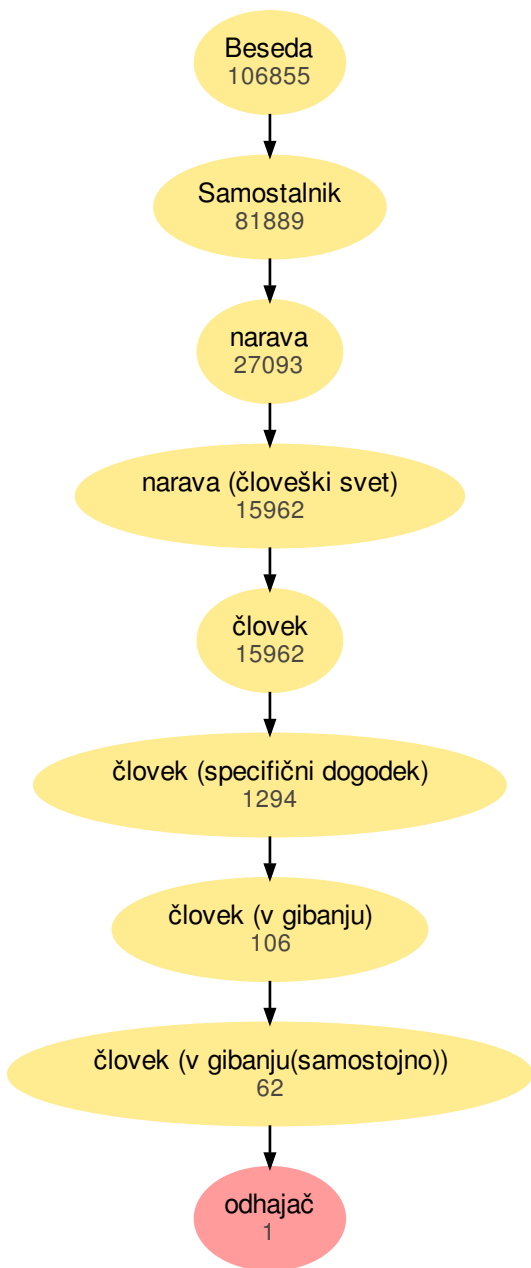 Beseda
106855
Samostalnik
81889
narava
27093
narava (človeški svet)
15962
človek
15962
človek (specifični dogodek)
1294
človek (v gibanju)
106
človek (v gibanju(samostojno))
62
odhajač
1